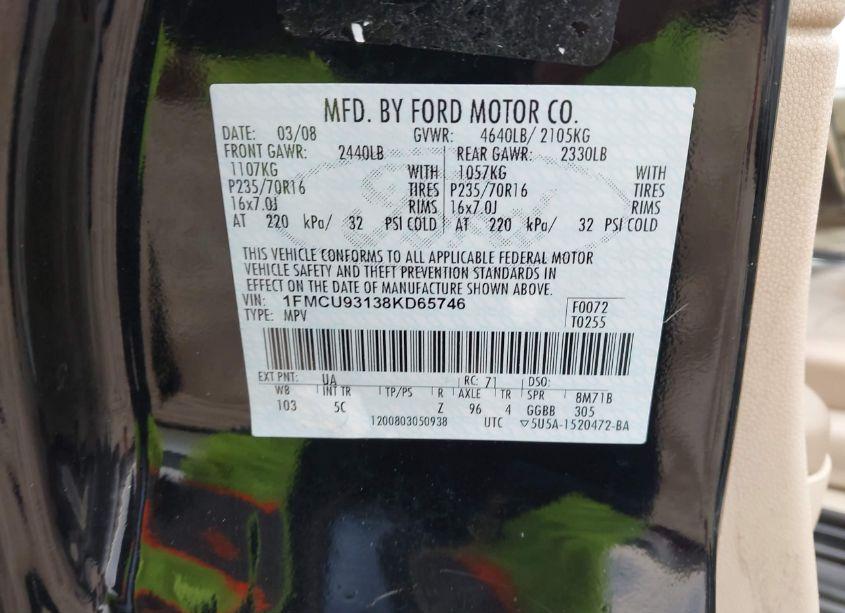 MFD. BY FORD MOTOR CO.
DATE: 03/08 GVWR: 4640LB/ 2105KG
FRONT GAWR: 2440LB REAR GAWR: 2330LB
1107KG WITH 1057KG WITH
P235/70R16 TIRES P235/70R16 TIRES
16x7.0J RIMS 16x7.0J RIMS
AT 220 kPa/ 32 PSI COLD AT 220 kPa/ 32 PSI COLD
THIS VEHICLE CONFORMS TO ALL APPLICABLE FEDERAL MOTOR
VEHICLE SAFETY AND THEFT PREVENTION STANDARDS IN
EFFECT ON THE DATE OF MANUFACTURE SHOWN ABOVE.
VIN: 1FMCU93138KD65746 F0072
TYPE: MPV T0255
EXT PNT: UA RC: 71 DSO:
WB INT TR TP/PS R AXLE TR SPR 8M71B
103 5C Z 96 4 GGBB 305
1200803050938 UTC ▽5U5A-1520472-BA